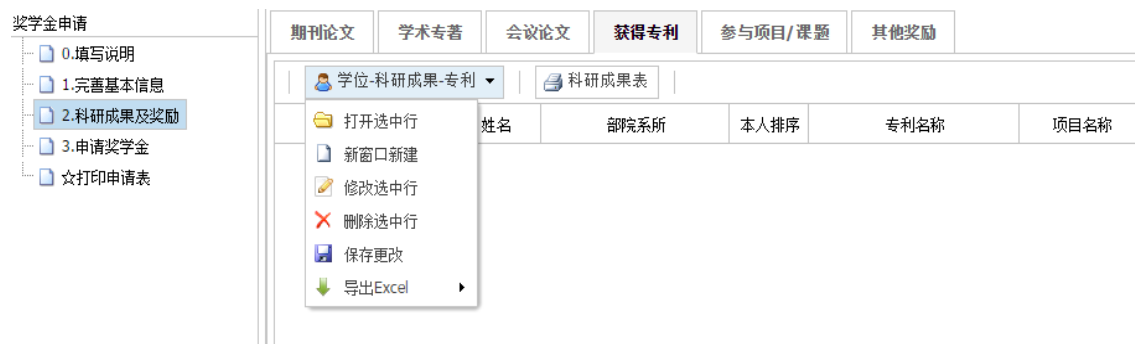 奖学金申请
0.填写说明
1.完善基本信息
2.科研成果及奖励
3.申请奖学金
☆打印申请表
期刊论文 学术专著 会议论文 获得专利 参与项目/课题 其他奖励
学位-科研成果-专利 科研成果表
姓名 部院系所 本人排序 专利名称 项目名称
打开选中行
新窗口新建
修改选中行
删除选中行
保存更改
导出Excel